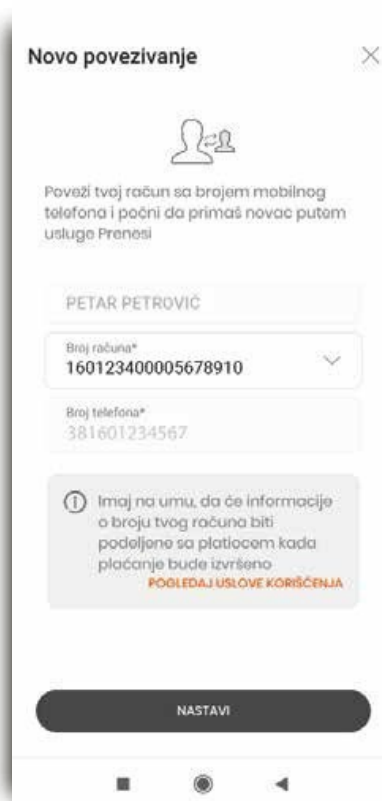 Novo povezivanje
Poveži tvoj račun sa brojem mobilnog
telefona i počni da primaš novac putem
usluge Prenesi
PETAR PETROVIĆ
Broj računa*
160123400005678910
Broj telefona*
381601234567
Imaj na umu, da će informacije
o broju tvog računa biti
podeljene sa platiocem kada
plaćanje bude izvršeno
POGLEDAJ USLOVE KORIŠĆENJA
NASTAVI